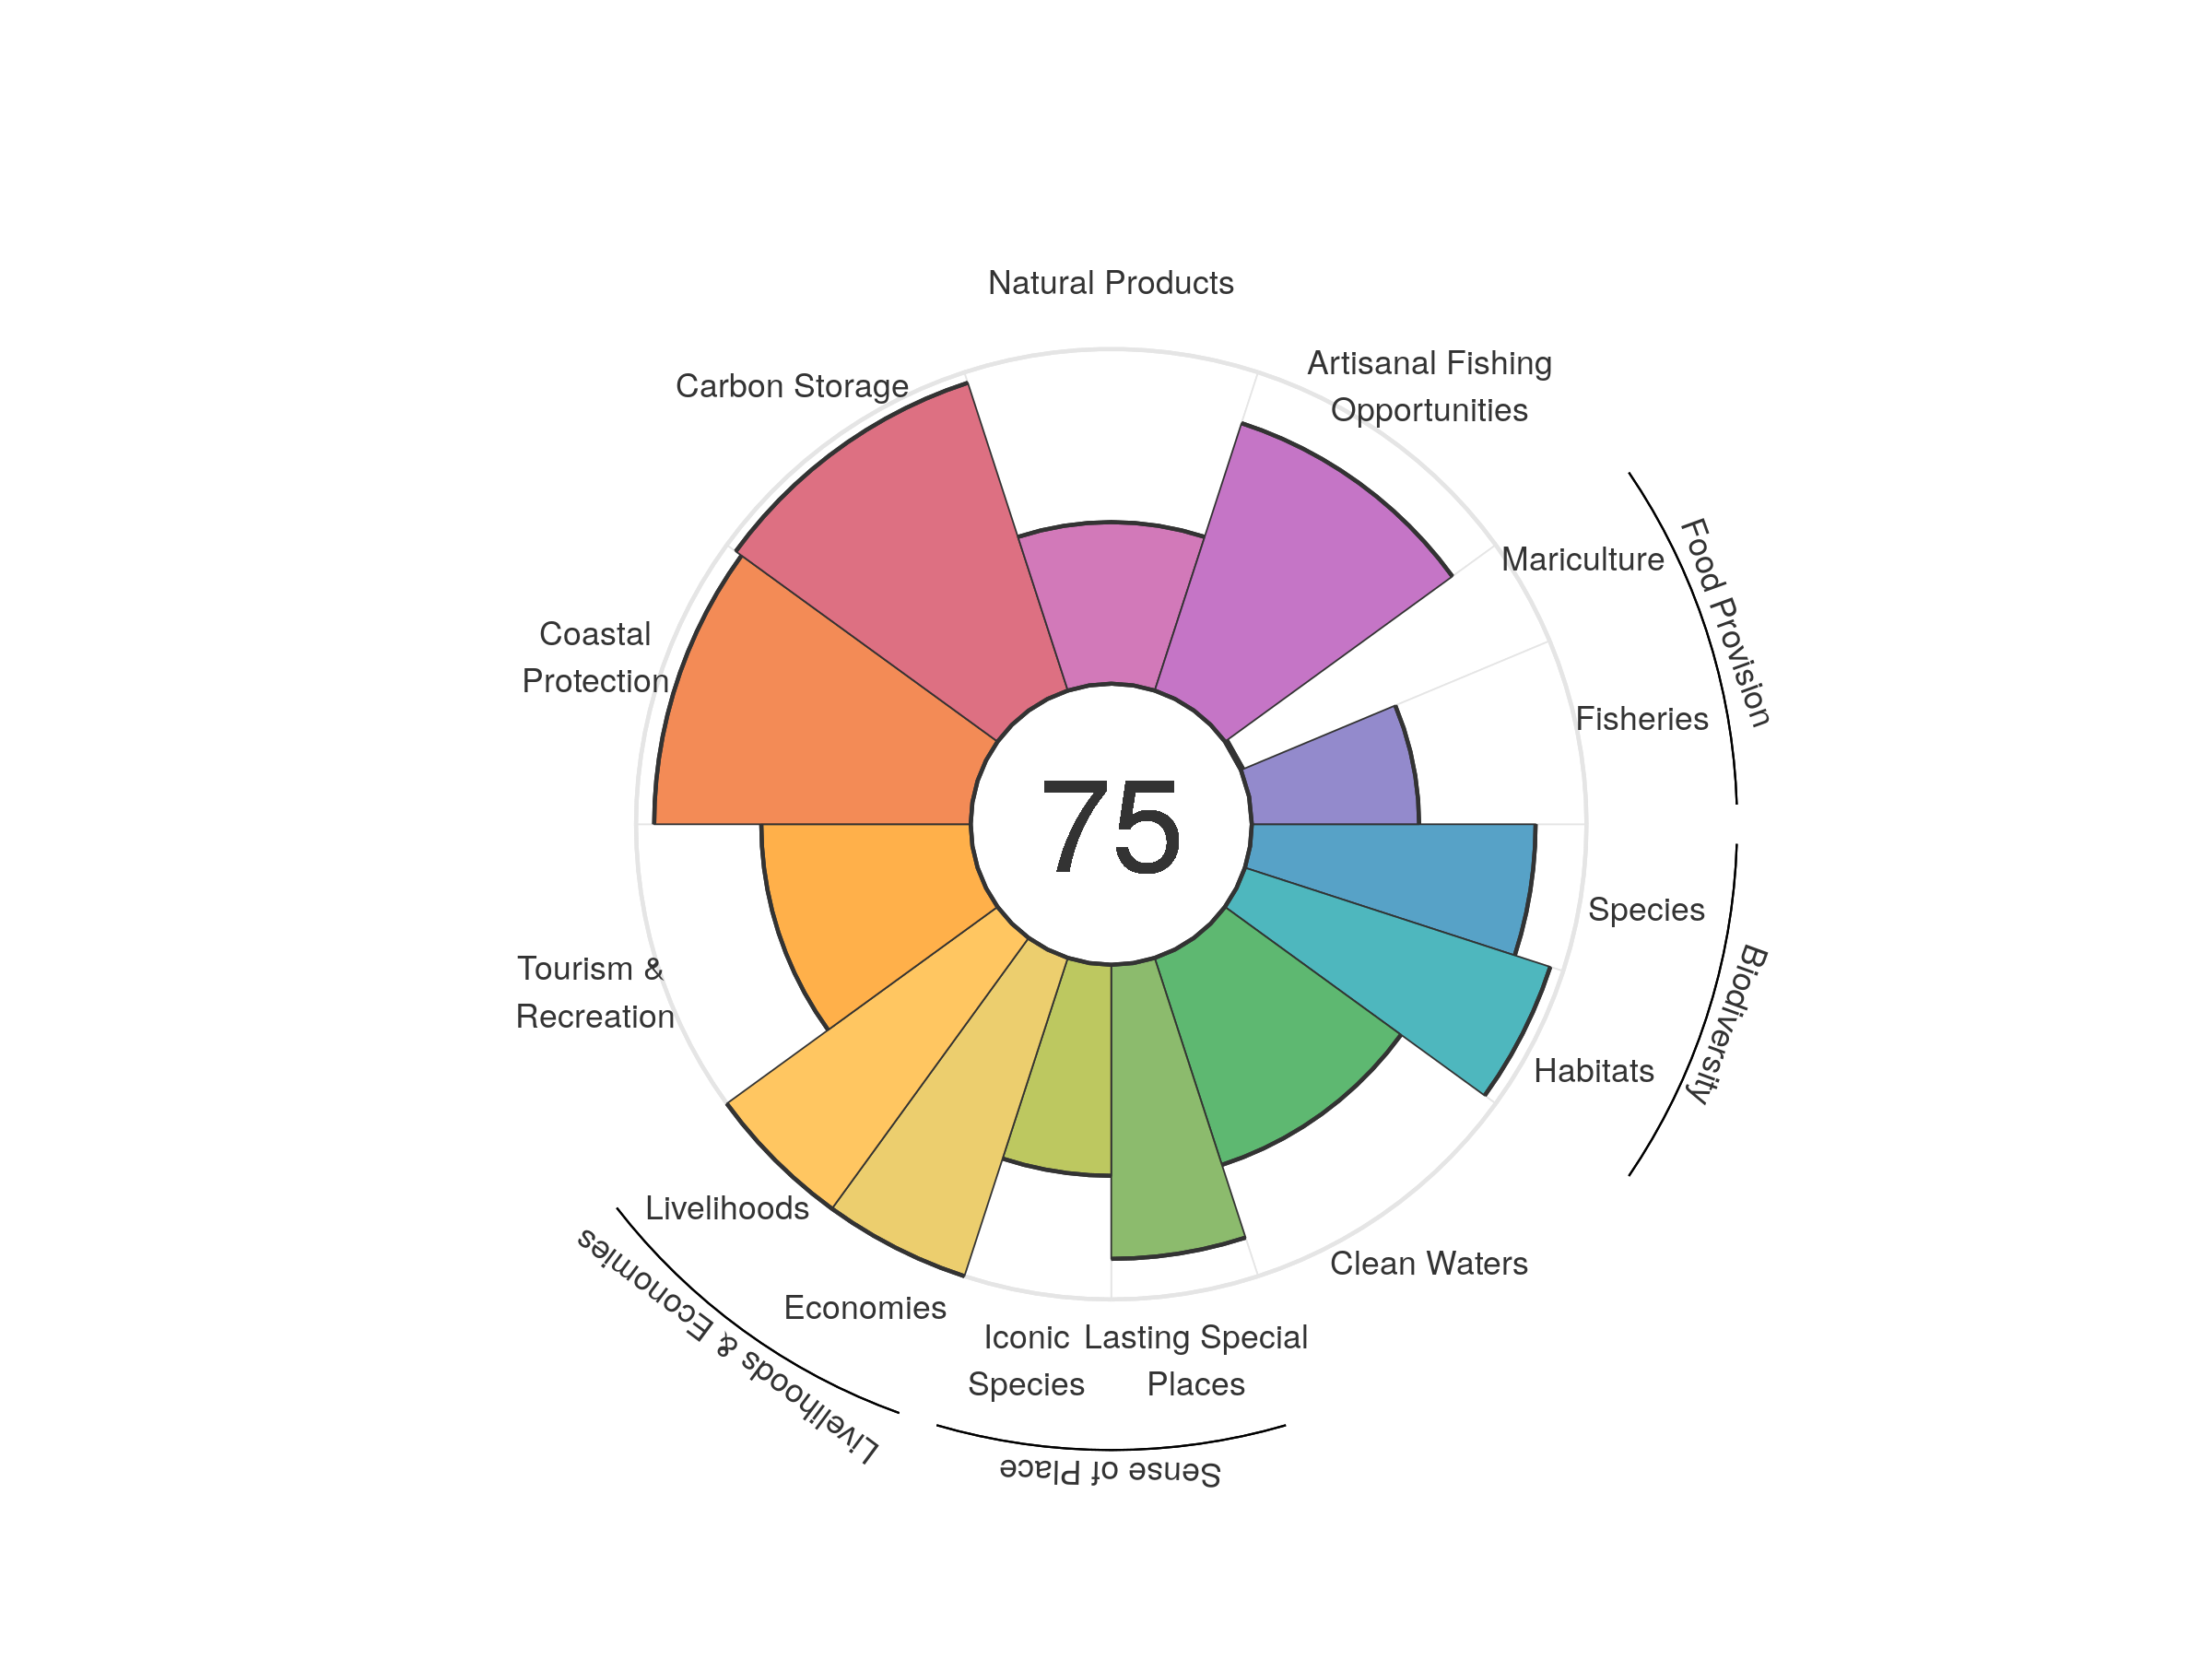 Natural Products
Artisanal Fishing
Opportunities
Carbon Storage
Food Provision
Mariculture
Coastal
Protection
Fisheries
75
Species
Biodiversity
Tourism &
Recreation
Habitats
Livelihoods
Clean Waters
Livelihoods & Economies
Economies
Iconic
Species
Lasting Special
Places
Sense of Place